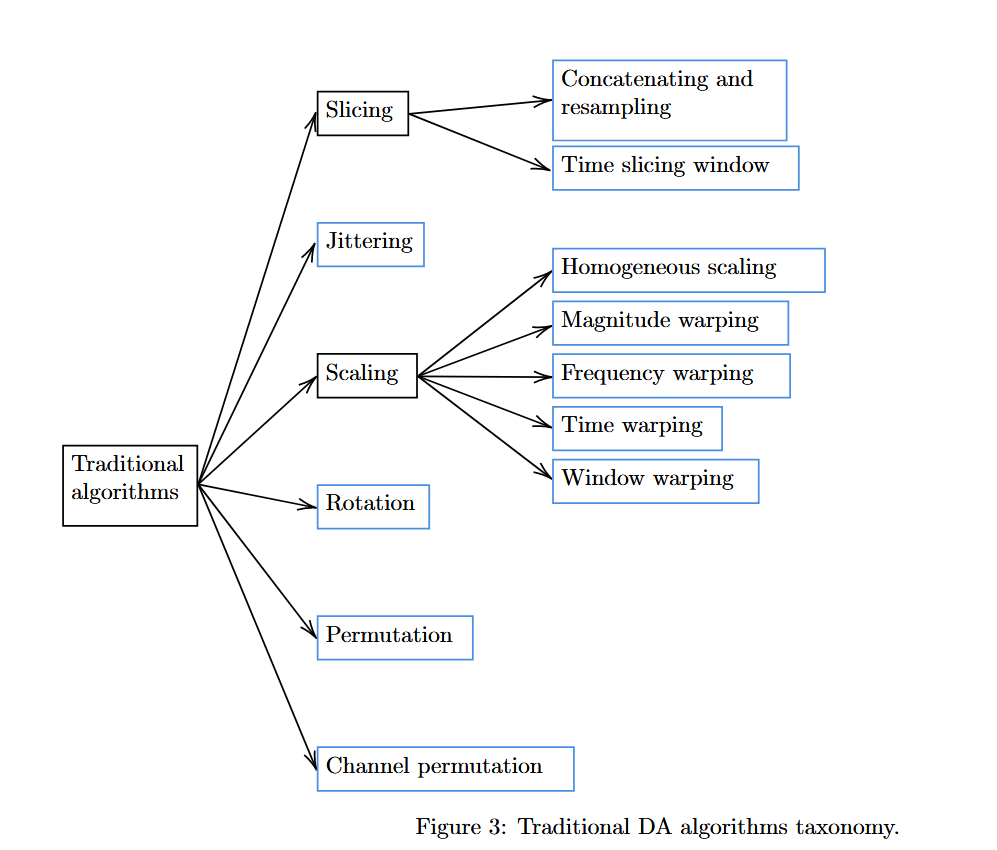 Slicing
Concatenating and
resampling
Time slicing window
Jittering
Homogeneous scaling
Magnitude warping
Scaling
Frequency warping
Time warping
Window warping
Traditional
algorithms
Rotation
Permutation
Channel permutation
Figure 3: Traditional DA algorithms taxonomy.